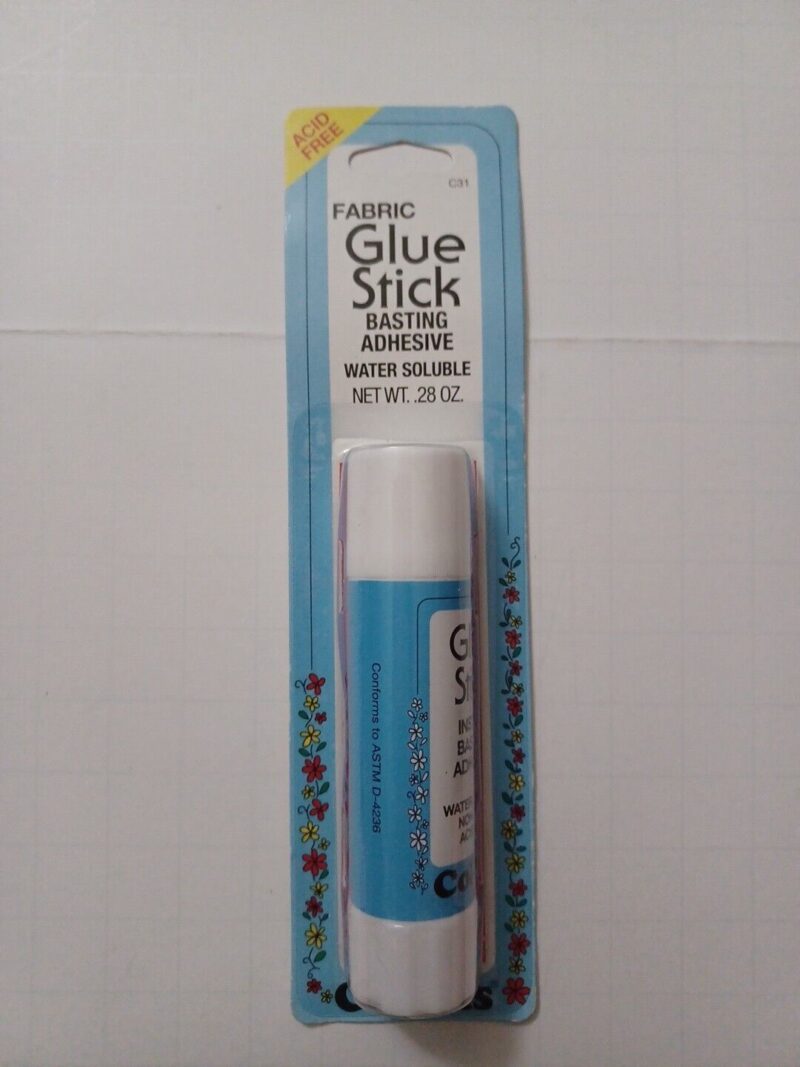 ACID
FREE
C31
FABRIC
Glue
Stick
BASTING
ADHESIVE
WATER SOLUBLE
NET WT. .28 OZ.
Conforms to ASTM D-4236